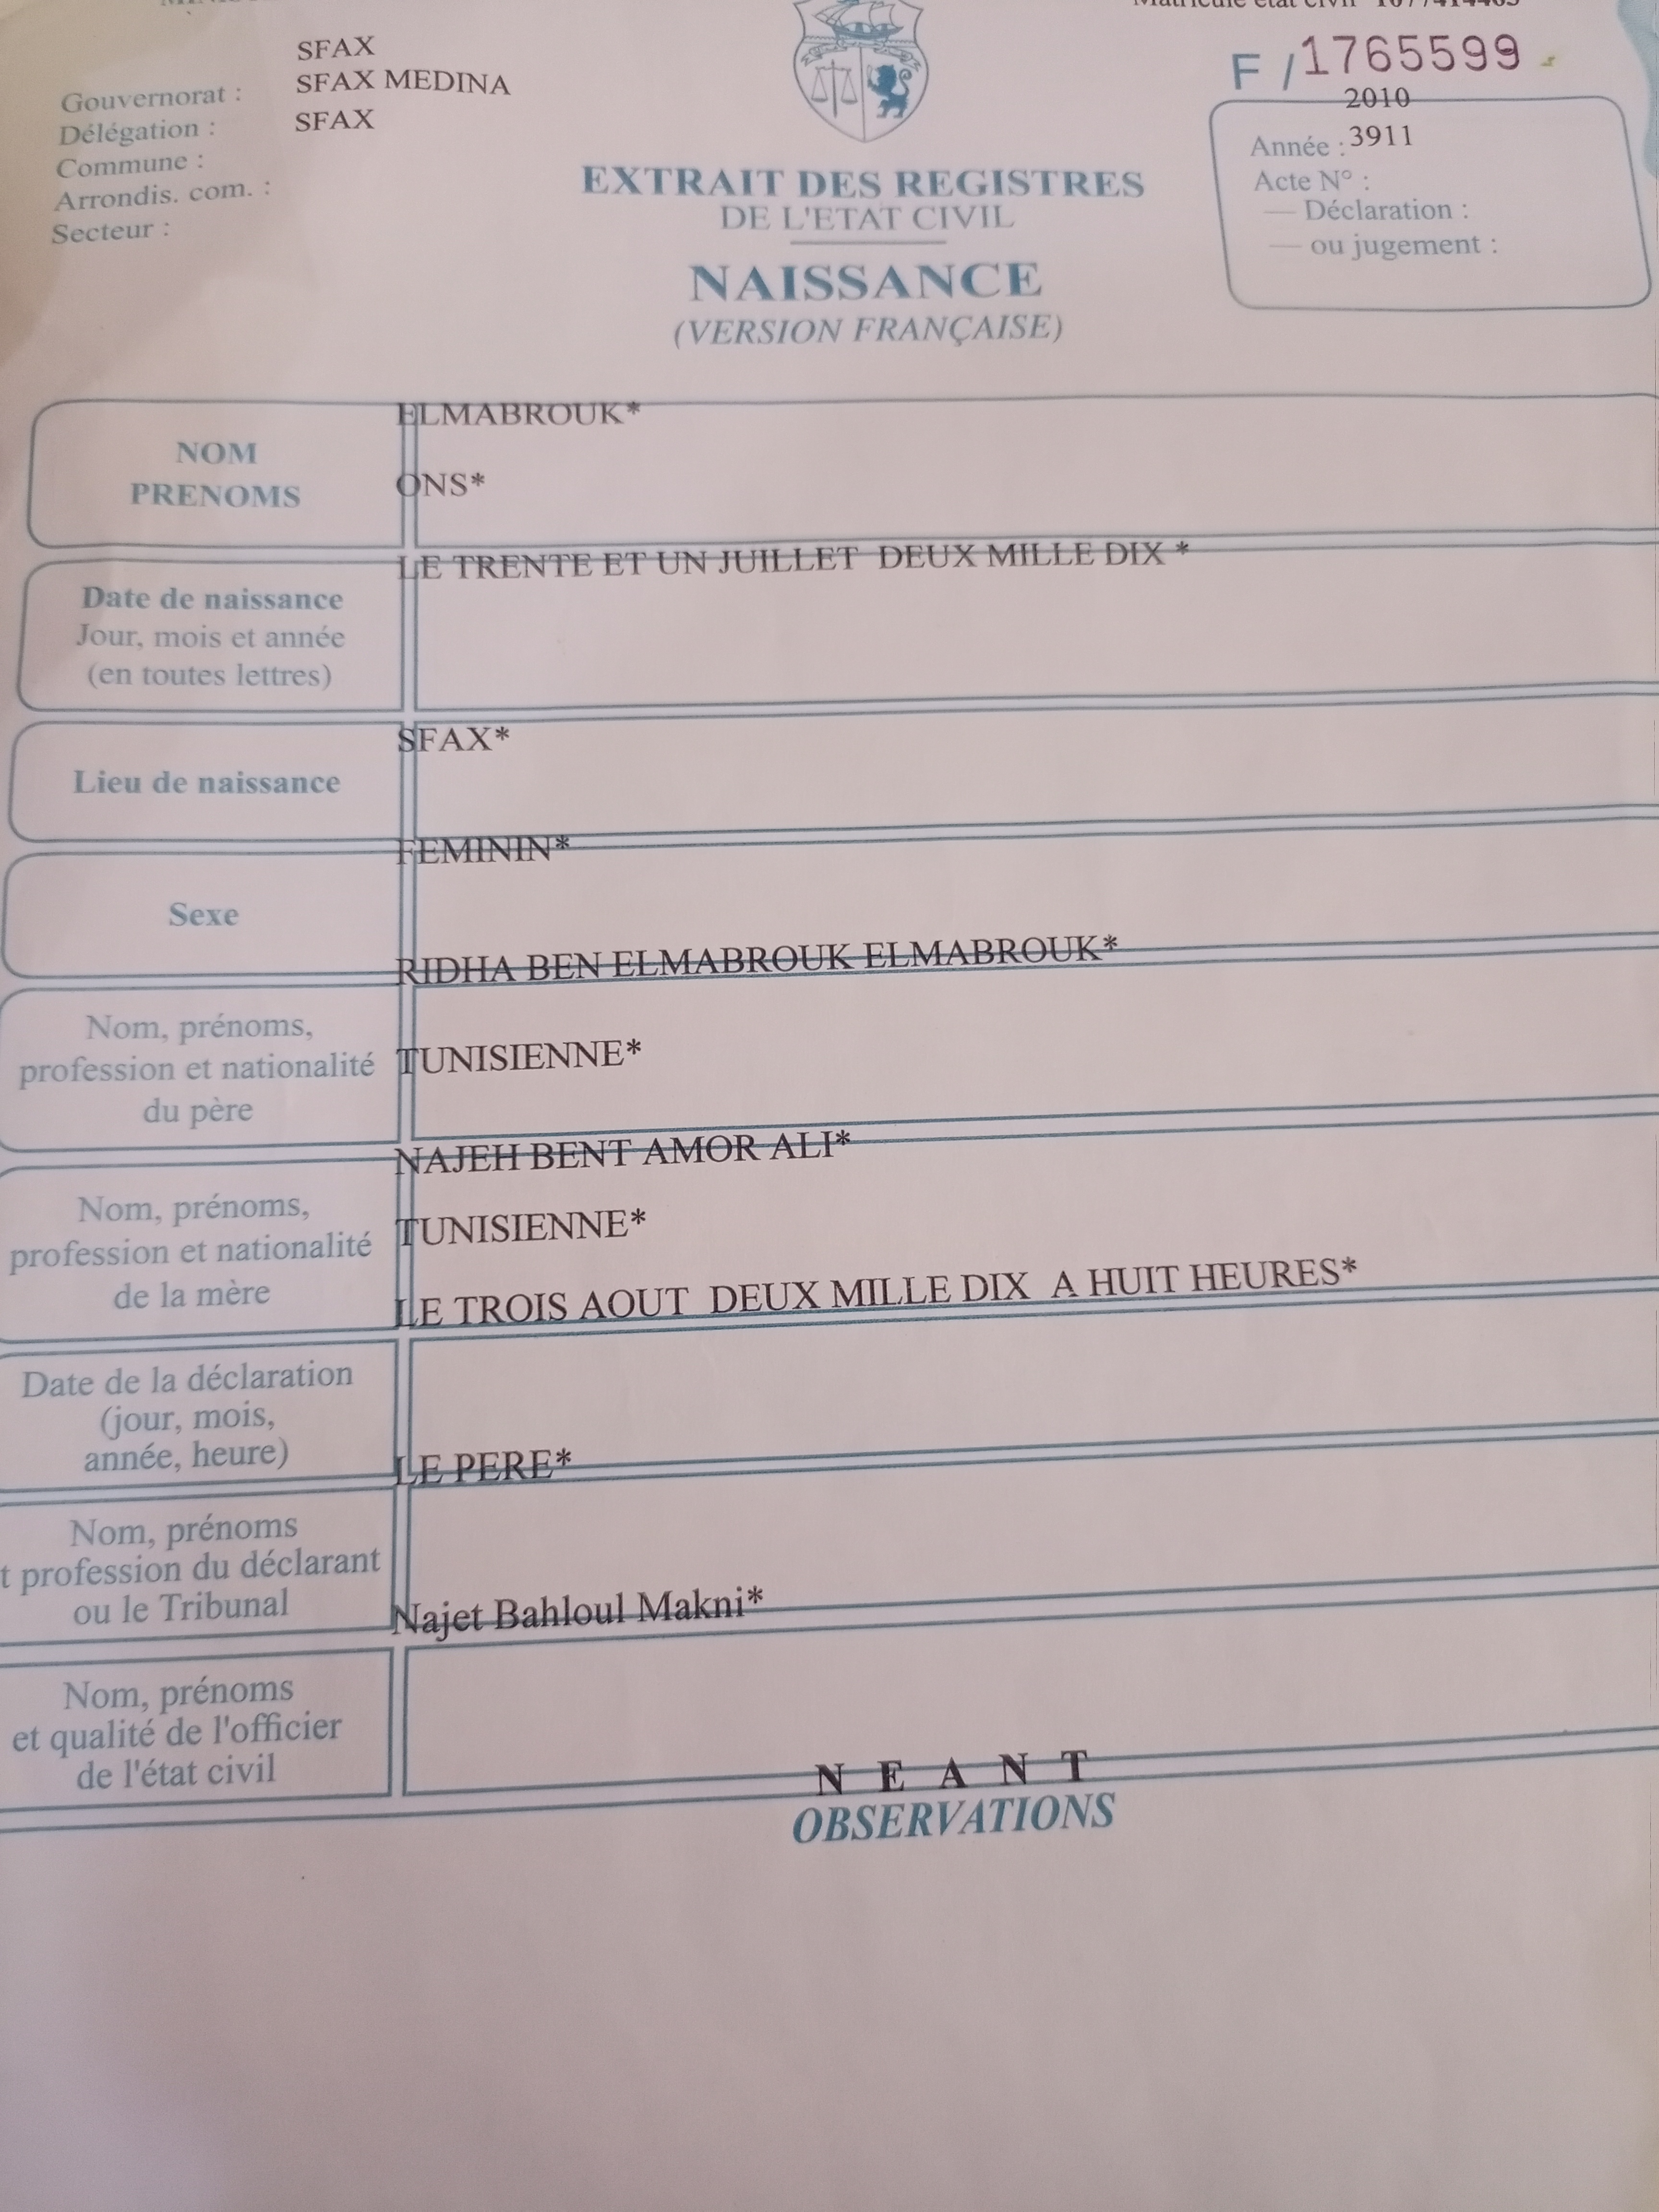 SFAX
SFAX MEDINA
SFAX
Gouvernorat :
Délégation :
Commune :
Arrondis. com. :
Secteur :
EXTRAIT DES REGISTRES
DE L'ETAT CIVIL
NAISSANCE
(VERSION FRANÇAISE)
Matricule état civil
F / 1765599
2010
Année : 3911
Acte N° :
— Déclaration :
— ou jugement :
NOM
PRENOMS
ELMABROUK*
ONS*
LE TRENTE ET UN JUILLET DEUX MILLE DIX *
Date de naissance
Jour, mois et année
(en toutes lettres)
SFAX*
Lieu de naissance
FEMININ*
Sexe
RIDHA BEN ELMABROUK ELMABROUK*
Nom, prénoms,
profession et nationalité
du père
TUNISIENNE*
NAJEH BENT AMOR ALI*
Nom, prénoms,
profession et nationalité
de la mère
TUNISIENNE*
LE TROIS AOUT DEUX MILLE DIX A HUIT HEURES*
Date de la déclaration
(jour, mois,
année, heure)
LE PERE*
Nom, prénoms
t profession du déclarant
ou le Tribunal
Najet Bahloul Makni*
Nom, prénoms
et qualité de l'officier
de l'état civil
N E A N T
OBSERVATIONS